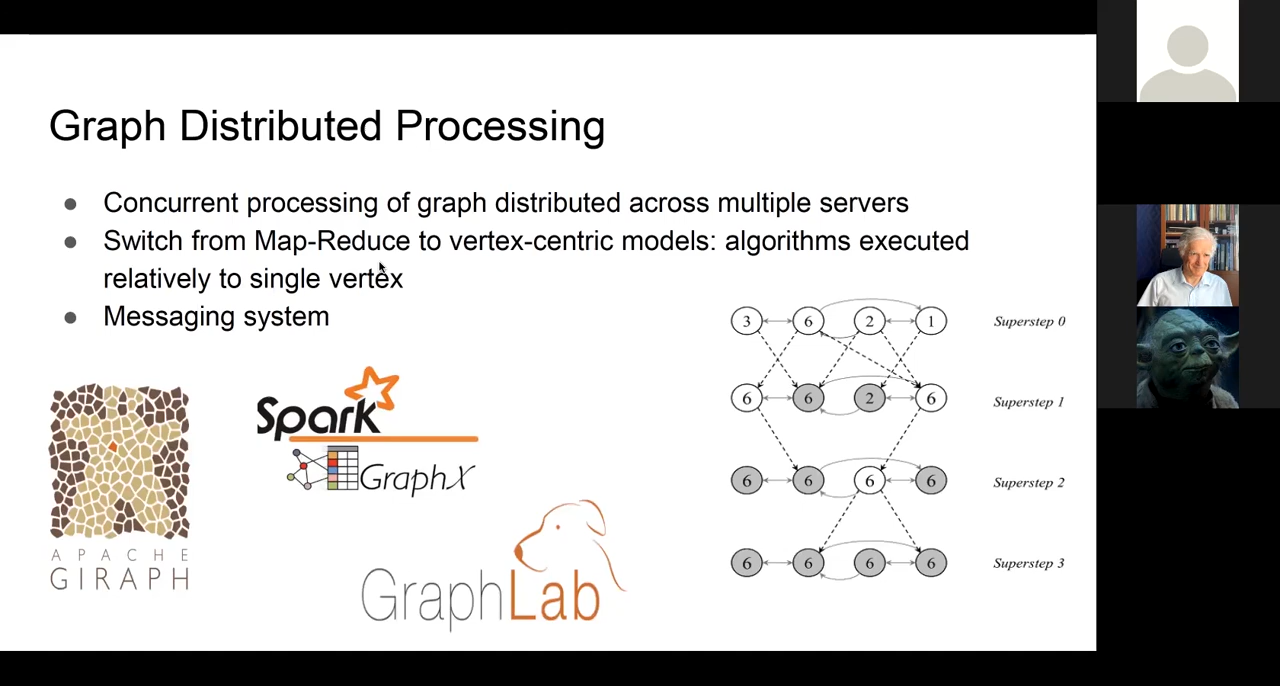 Graph Distributed Processing
● Concurrent processing of graph distributed across multiple servers
● Switch from Map-Reduce to vertex-centric models: algorithms executed
relatively to single vertex
● Messaging system
3 6 2 1 Superstep 0
6 6 2 6 Superstep 1
6 6 6 6 Superstep 2
6 6 6 6 Superstep 3
APACHE
GIRAPH
Spark
GraphX
GraphLab